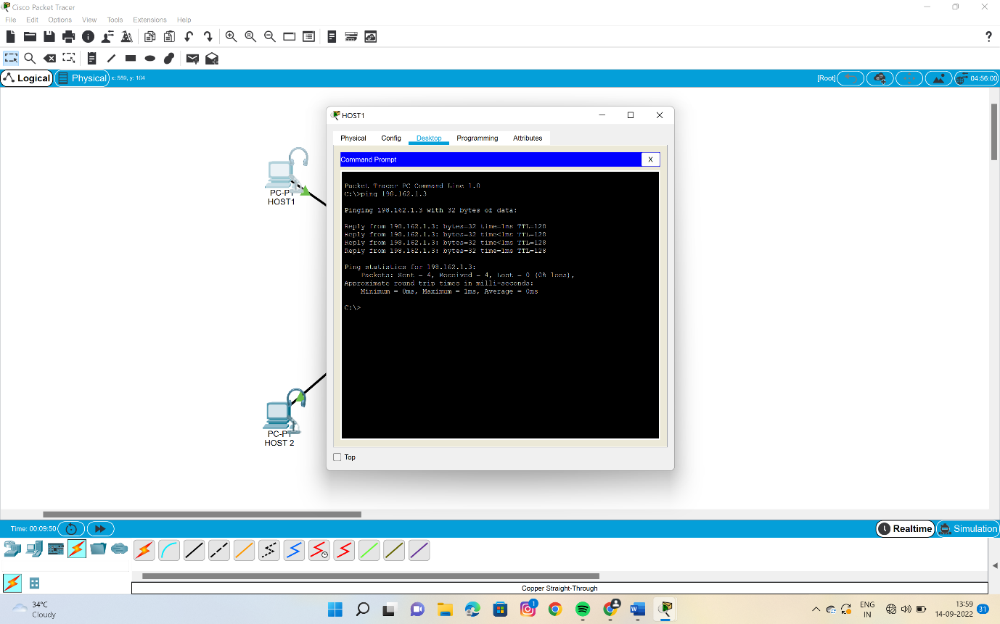 Cisco Packet Tracer
File Edit Options View Tools Extensions Help
Logical Physical x: 559, y: 164 [Root] 04:56:00
HOST1
Physical Config Desktop Programming Attributes
Command Prompt X
Packet Tracer PC Command Line 1.0
C:\>ping 198.162.1.3
Pinging 198.162.1.3 with 32 bytes of data:
Reply from 198.162.1.3: bytes=32 time=1ms TTL=128
Reply from 198.162.1.3: bytes=32 time<1ms TTL=128
Reply from 198.162.1.3: bytes=32 time<1ms TTL=128
Reply from 198.162.1.3: bytes=32 time=1ms TTL=128
Ping statistics for 198.162.1.3:
Packets: Sent = 4, Received = 4, Lost = 0 (0% loss),
Approximate round trip times in milli-seconds:
Minimum = 0ms, Maximum = 1ms, Average = 0ms
C:\>
Top
PC-PT
HOST1
PC-PT
HOST 2
Time: 00:09:50
Realtime Simulation
Copper Straight-Through
34°C
Cloudy
1
ENG
IN
13:59
14-09-2022
31